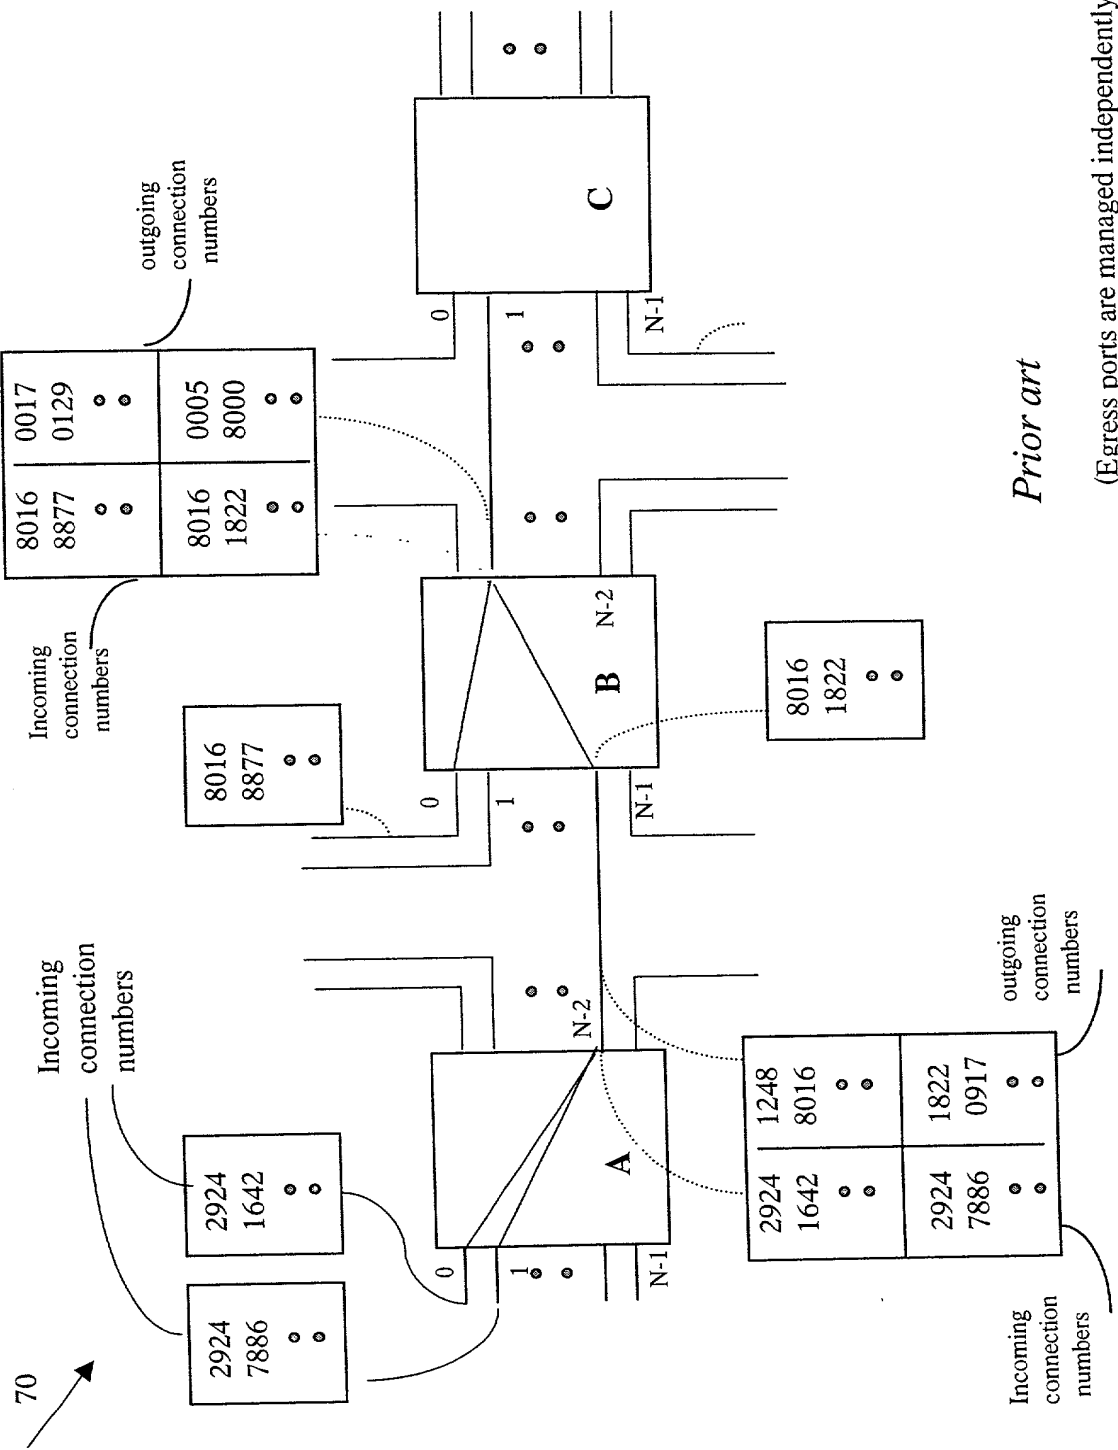 70
2924
7886
2924
1642
Incoming
connection
numbers
0
1
N-1
A
N-2
2924 1248
1642 8016
2924 1822
7886 0917
Incoming
connection
numbers
outgoing
connection
numbers
8016
8877
0
1
N-1
B
N-2
8016
1822
Incoming
connection
numbers
8016 0017
8877 0129
8016 0005
1822 8000
outgoing
connection
numbers
0
1
N-1
C
Prior art
(Egress ports are managed independently